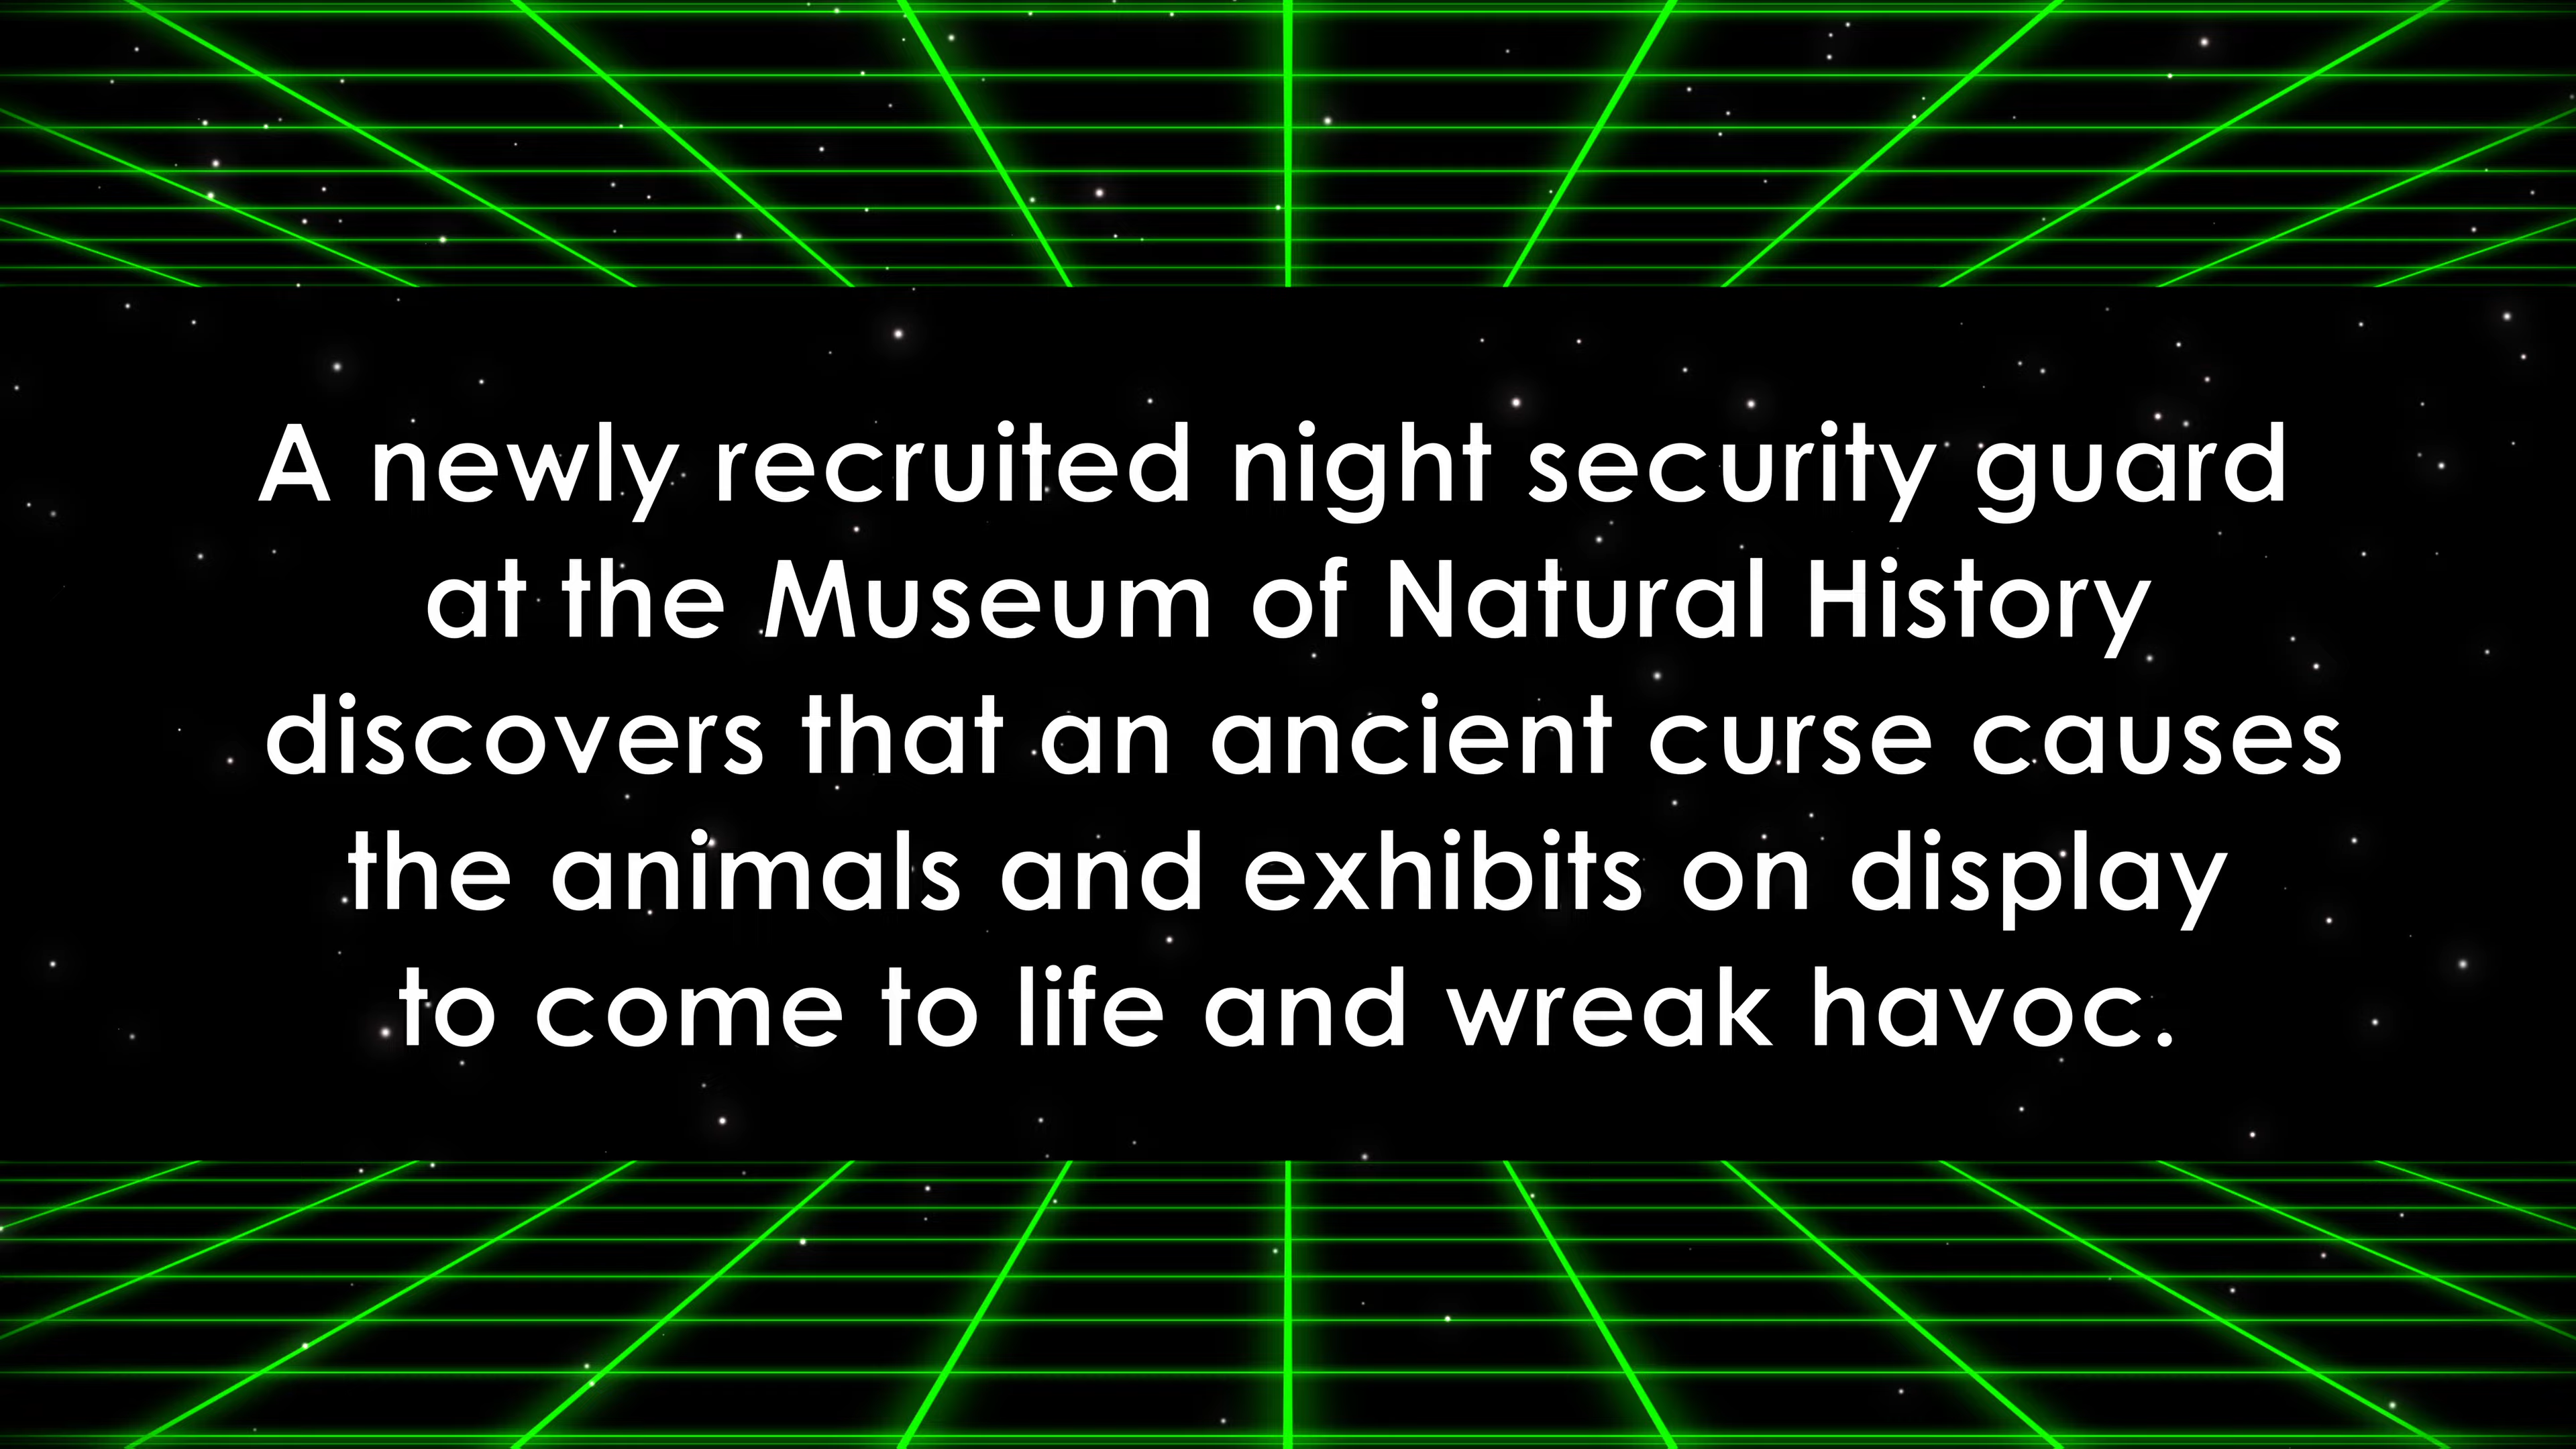 A newly recruited night security guard
at the Museum of Natural History
discovers that an ancient curse causes
the animals and exhibits on display
to come to life and wreak havoc.